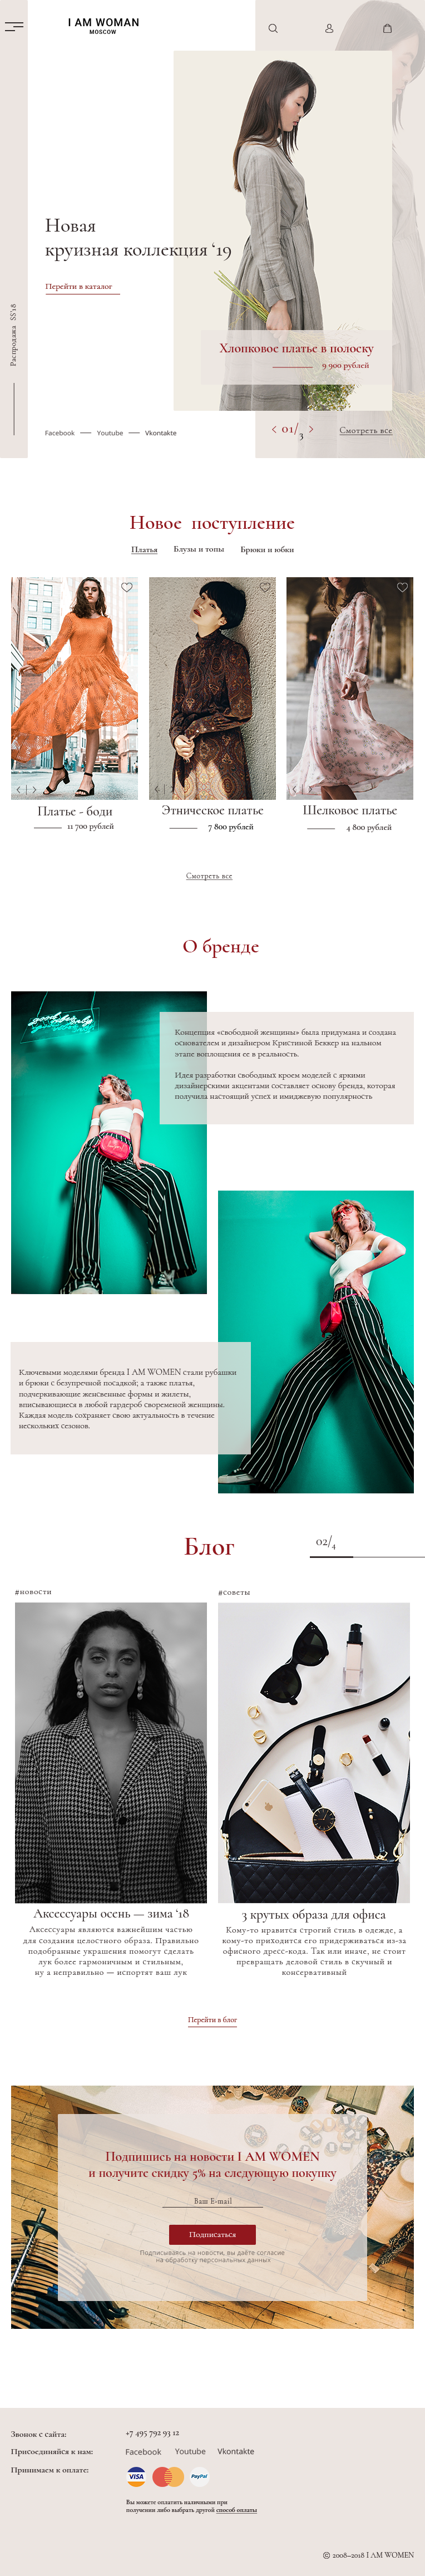 I AM WOMAN
MOSCOW
Новая
круизная коллекция ‘19
Перейти в каталог
Распродажа SS'18
Хлопковое платье в полоску
9 900 рублей
Facebook — Youtube — Vkontakte
01/3
Смотреть все
Новое поступление
Платья Блузы и топы Брюки и юбки
Платье - боди
11 700 рублей
Этническое платье
7 800 рублей
Шелковое платье
4 800 рублей
Смотреть все
О бренде
good vibes only
Концепция «свободной женщины» была придумана и создана
основателем и дизайнером Кристиной Беккер на нальном
этапе воплощения ее в реальность.
Идея разработки свободных кроем моделей с яркими
дизайнерскими акцентами составляет основу бренда, которая
получила настоящий успех и имиджевую популярность
Ключевыми моделями бренда I AM WOMEN стали рубашки
и брюки с безупречной посадкой; а также платья,
подчеркивающие женсвенные формы и жилеты,
вписывающиеся в любой гардероб своременой женщины.
Каждая модель сохраняет свою актуальность в течение
нескольких сезонов.
Блог
02/4
#новости
#советы
Аксессуары осень — зима ‘18
Аксессуары являются важнейшим частью
для создания целостного образа. Правильно
подобранные украшения помогут сделать
лук более гармоничным и стильным,
ну а неправильно — испортят ваш лук
3 крутых образа для офиса
Кому-то нравится строгий стиль в одежде, а
кому-то приходится его придерживаться из-за
офисного дресс-кода. Так или иначе, не стоит
превращать деловой стиль в скучный и
консервативный
Перейти в блог
Подпишись на новости I AM WOMEN
и получите скидку 5% на следующую покупку
Ваш E-mail
Подписаться
Подписываясь на новости, вы даёте согласие
на обработку персональных данных
Звонок с сайта:
+7 495 792 93 12
Присоединяйся к нам:
Facebook Youtube Vkontakte
Принимаем к оплате:
VISA
PayPal
Вы можете оплатить наличными при
получении либо выбрать другой способ оплаты
© 2008–2018 I AM WOMEN